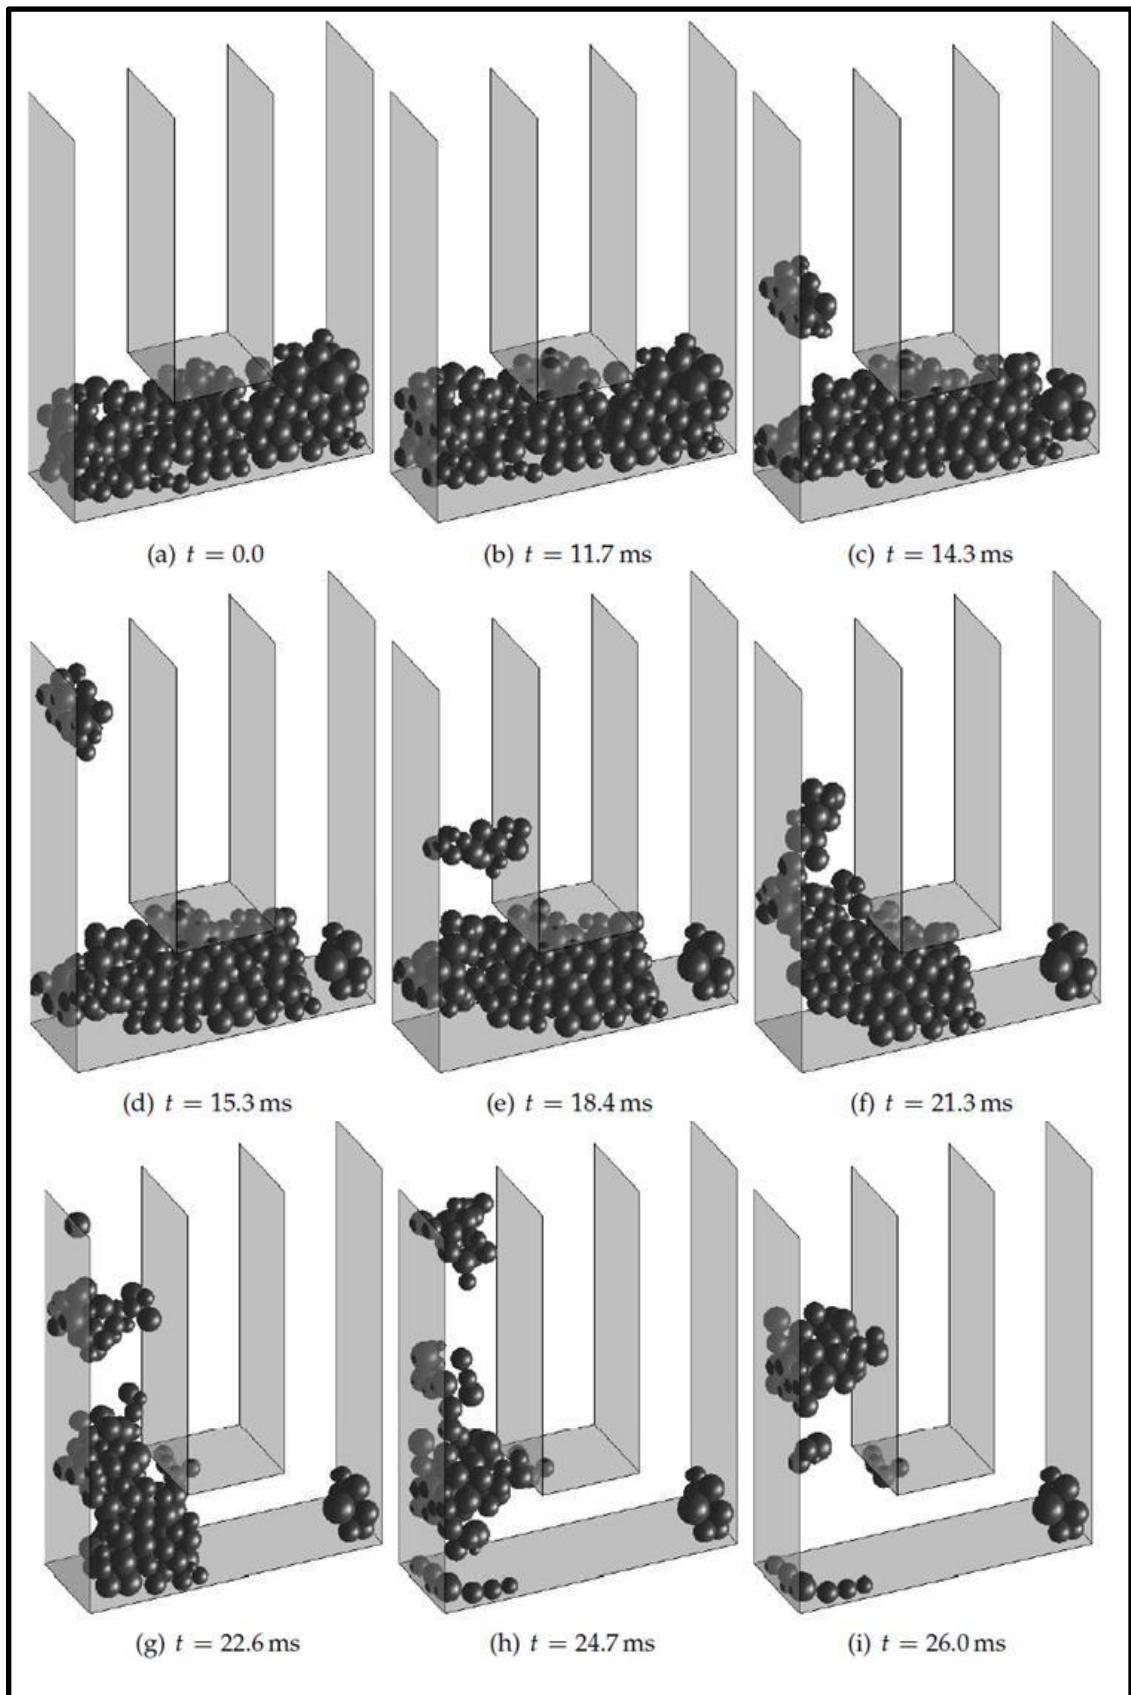 (a) t = 0.0
(b) t = 11.7 ms
(c) t = 14.3 ms
(d) t = 15.3 ms
(e) t = 18.4 ms
(f) t = 21.3 ms
(g) t = 22.6 ms
(h) t = 24.7 ms
(i) t = 26.0 ms